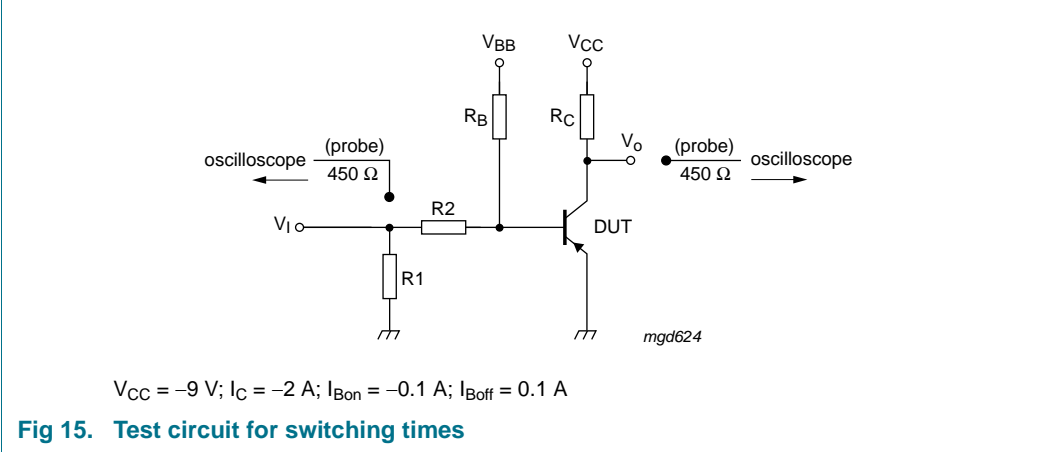 VBB VCC
RB RC
(probe) Vo (probe)
oscilloscope 450 Ω 450 Ω oscilloscope
R2
VI DUT
R1
mgd624
VCC = −9 V; IC = −2 A; IBon = −0.1 A; IBoff = 0.1 A
Fig 15. Test circuit for switching times